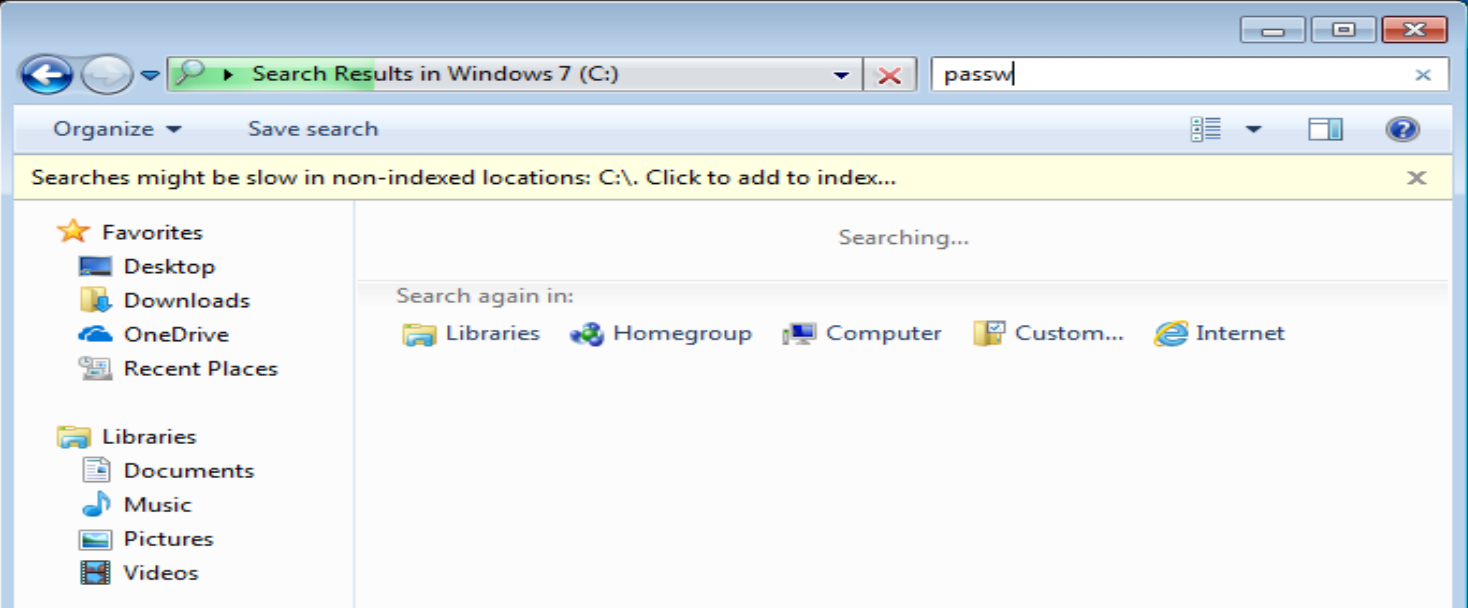 Search Results in Windows 7 (C:) passw
Organize Save search
Searches might be slow in non-indexed locations: C:\. Click to add to index...
Favorites
Desktop
Downloads
OneDrive
Recent Places
Libraries
Documents
Music
Pictures
Videos
Searching...
Search again in:
Libraries Homegroup Computer Custom... Internet